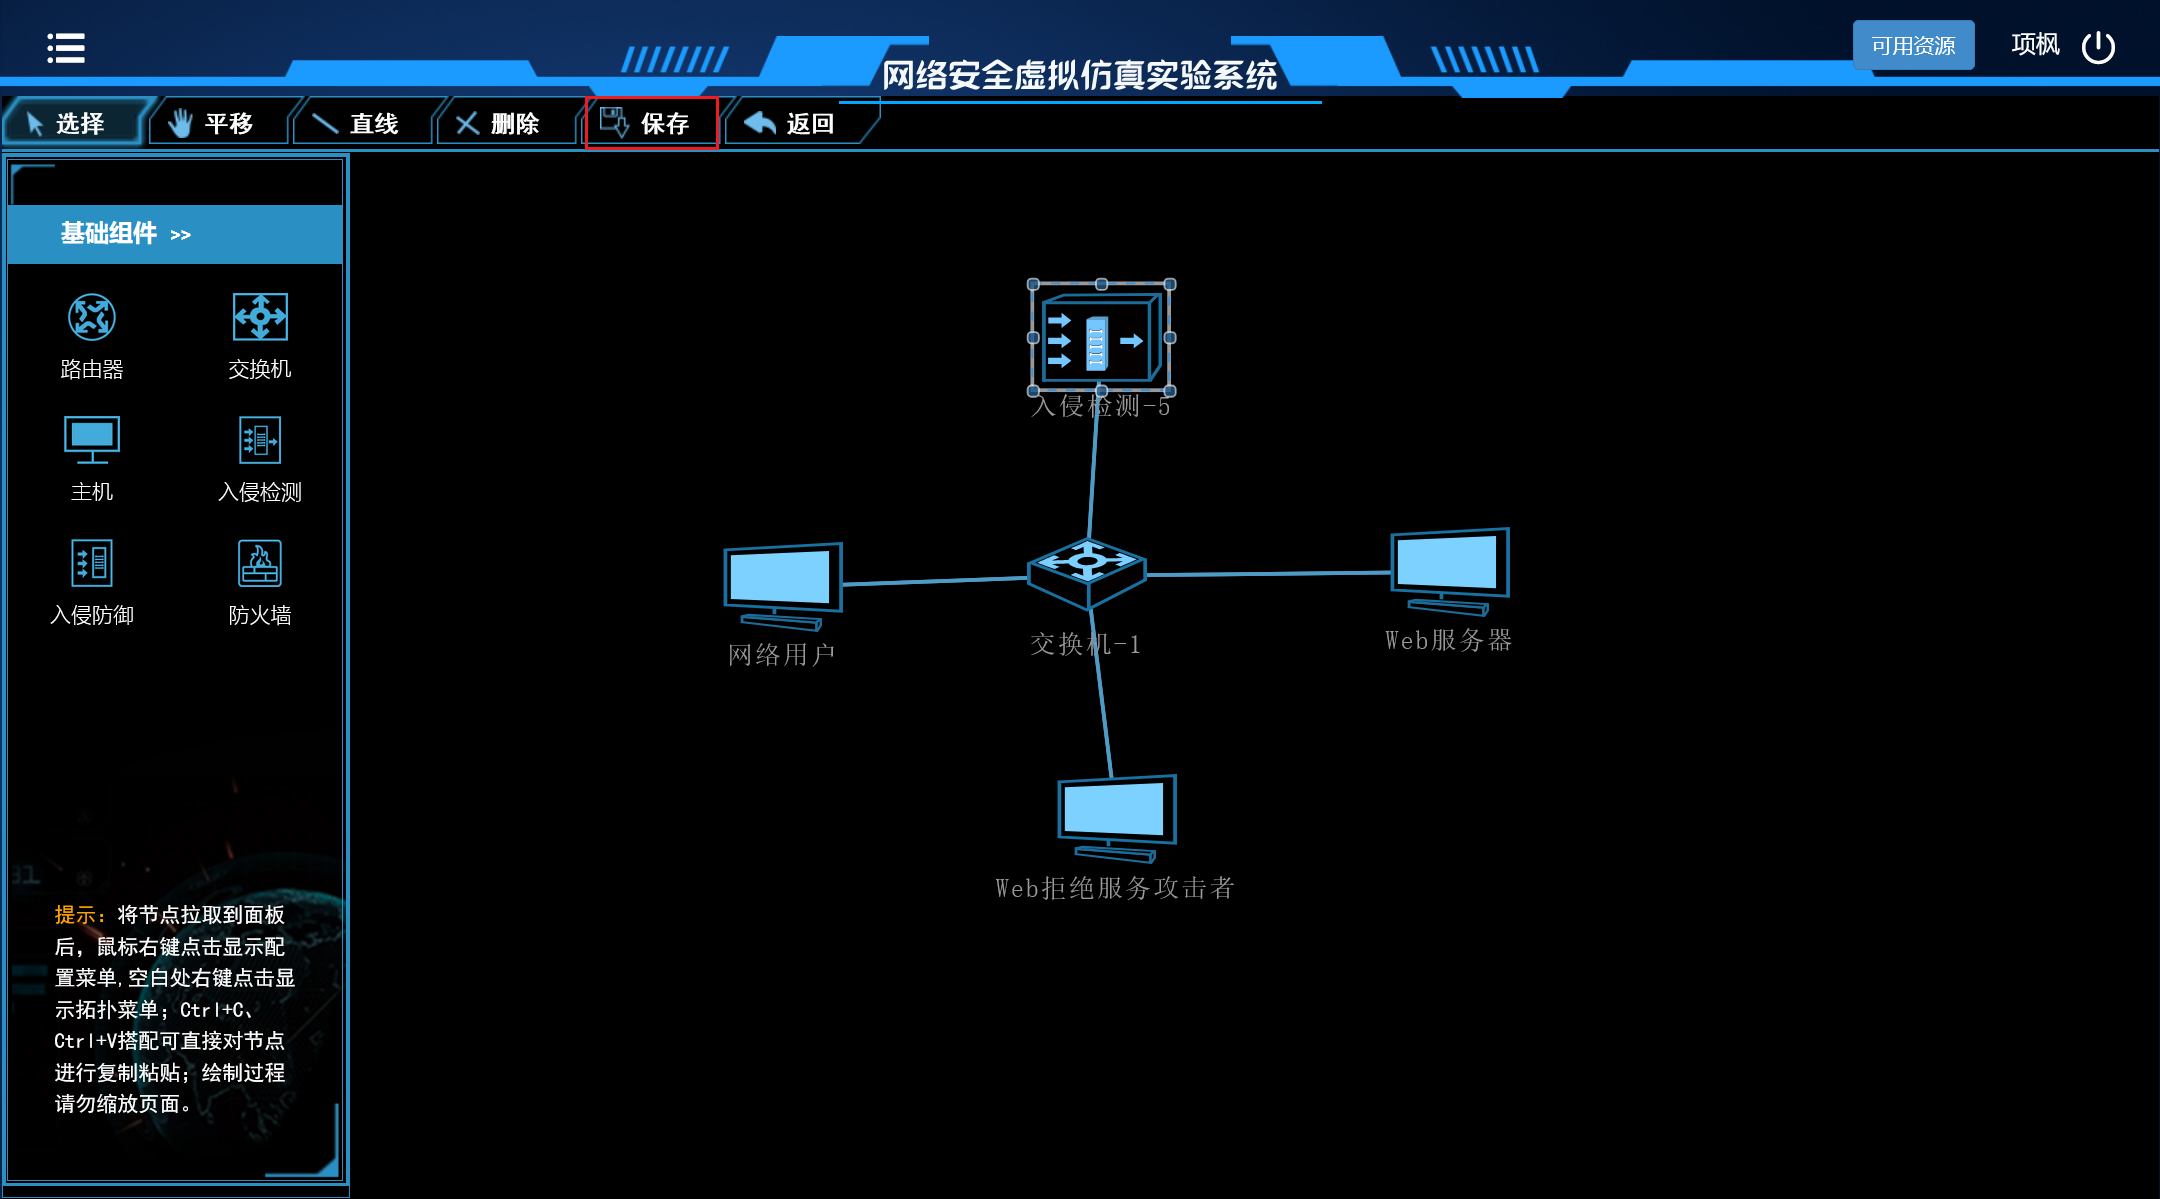 网络安全虚拟仿真实验系统
可用资源
项枫
选择
平移
直线
删除
保存
返回
基础组件 >>
路由器
交换机
主机
入侵检测
入侵防御
防火墙
提示：将节点拉取到面板
后，鼠标右键点击显示配
置菜单,空白处右键点击显
示拓扑菜单；Ctrl+C、
Ctrl+V搭配可直接对节点
进行复制粘贴；绘制过程
请勿缩放页面。
入侵检测-5
网络用户
交换机-1
Web服务器
Web拒绝服务攻击者